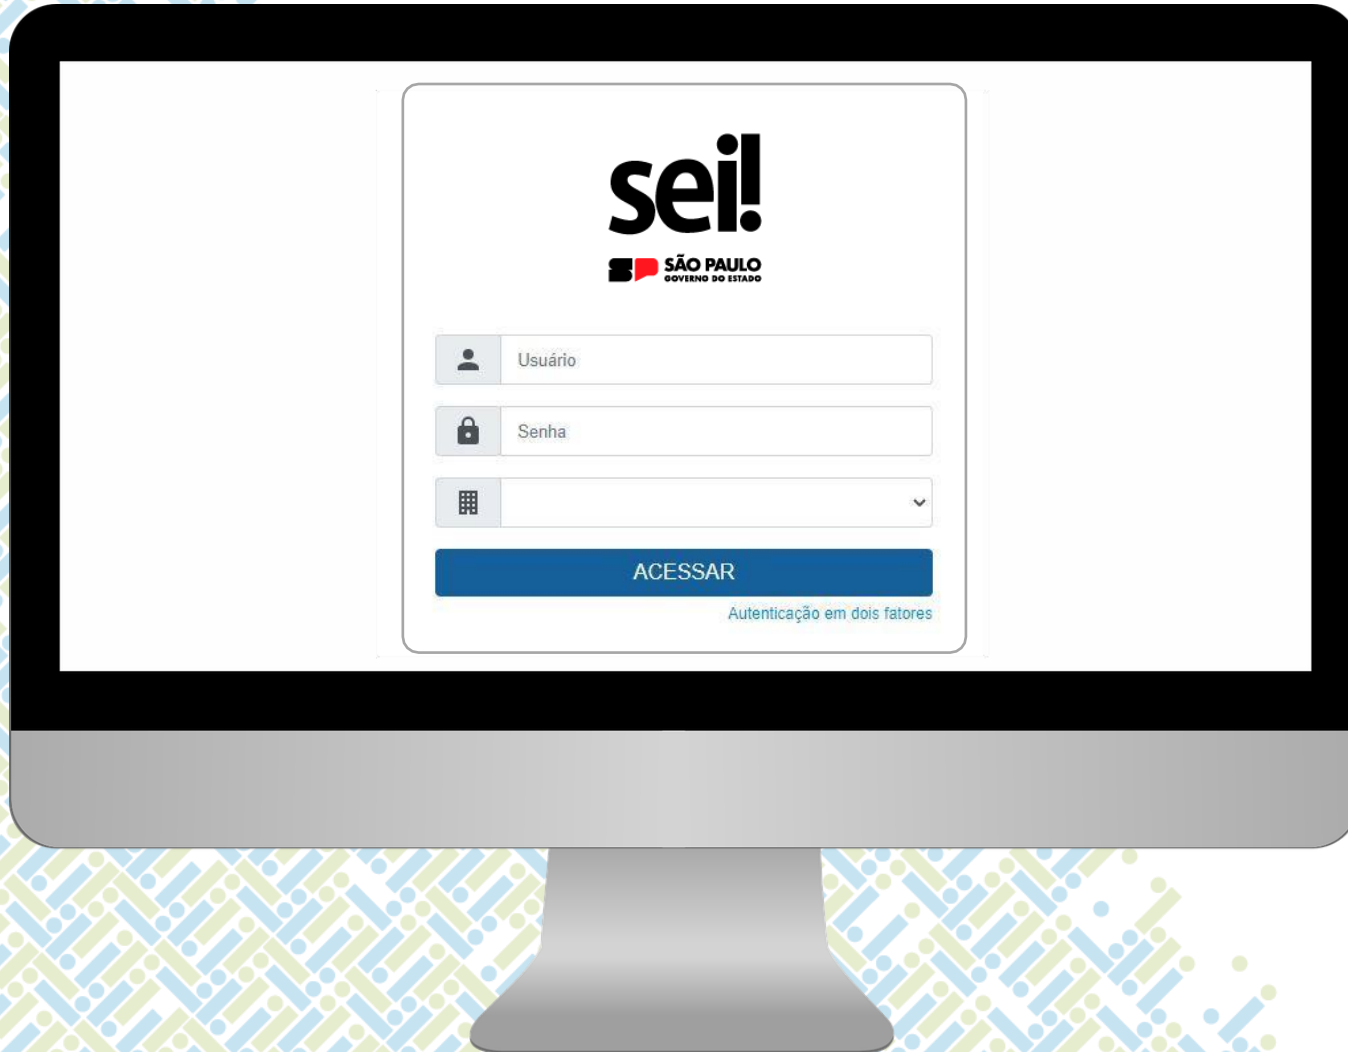 sei!
SÃO PAULO
GOVERNO DO ESTADO
Usuário
Senha
ACESSAR
Autenticação em dois fatores